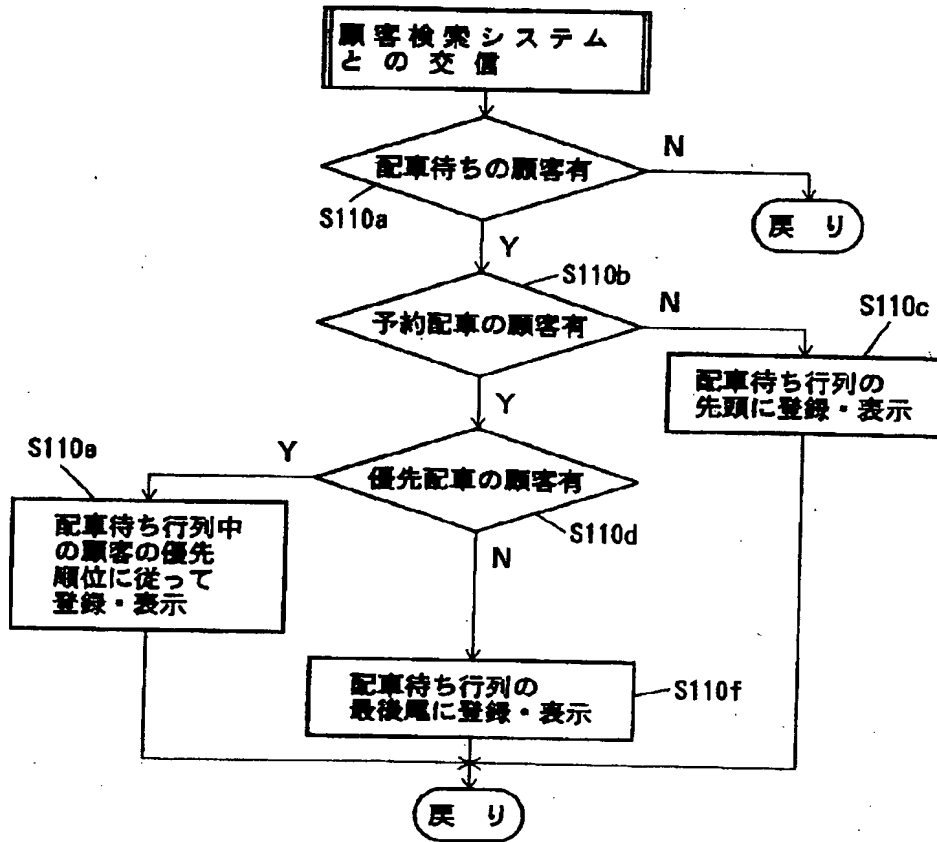 顧客検索システム
との交信
配車待ちの顧客有
N
S110a
戻り
Y
S110b
予約配車の顧客有
N
S110c
配車待ち行列の
先頭に登録・表示
Y
S110e
Y
優先配車の顧客有
S110d
配車待ち行列中
の顧客の優先
順位に従って
登録・表示
N
配車待ち行列の
最後尾に登録・表示
S110f
戻り